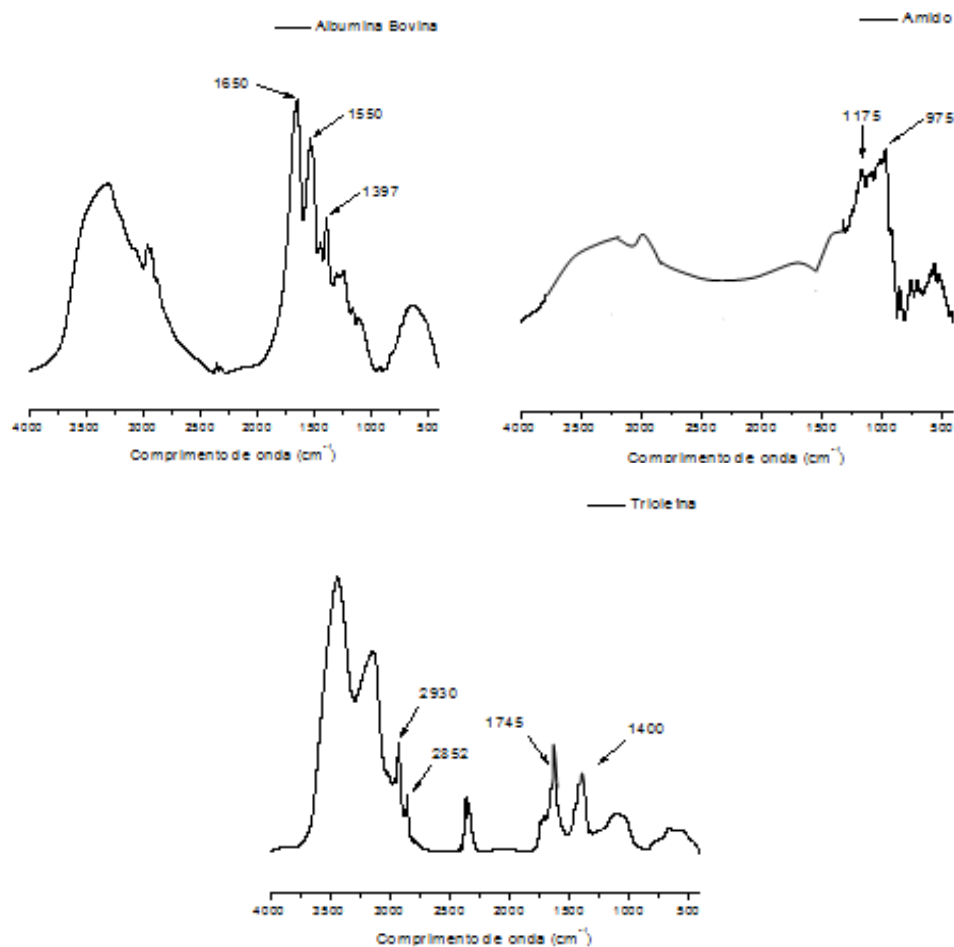 Albumina Bovina
1650
1550
1397
4000 3500 3000 2500 2000 1500 1000 500
Comprimento de onda (cm⁻¹)
Amido
1175
975
4000 3500 3000 2500 2000 1500 1000 500
Comprimento de onda (cm⁻¹)
Trioleína
2930
2852
1745
1400
4000 3500 3000 2500 2000 1500 1000 500
Comprimento de onda (cm⁻¹)